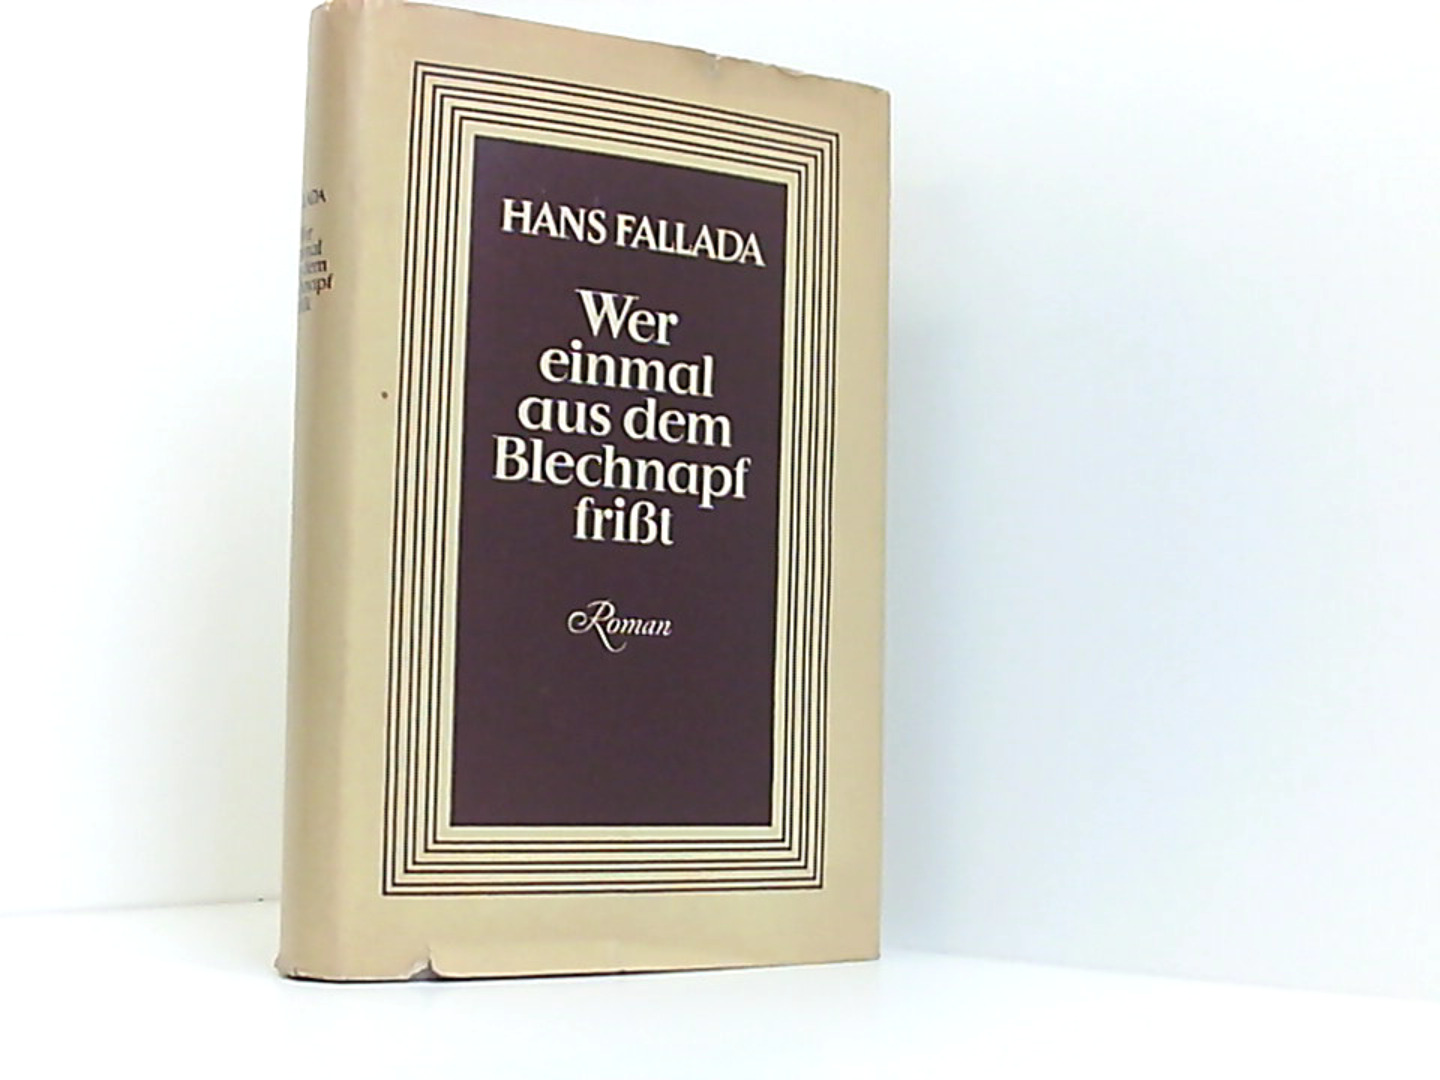 HANS FALLADA
Wer
einmal
aus dem
Blechnapf
frißt
Roman